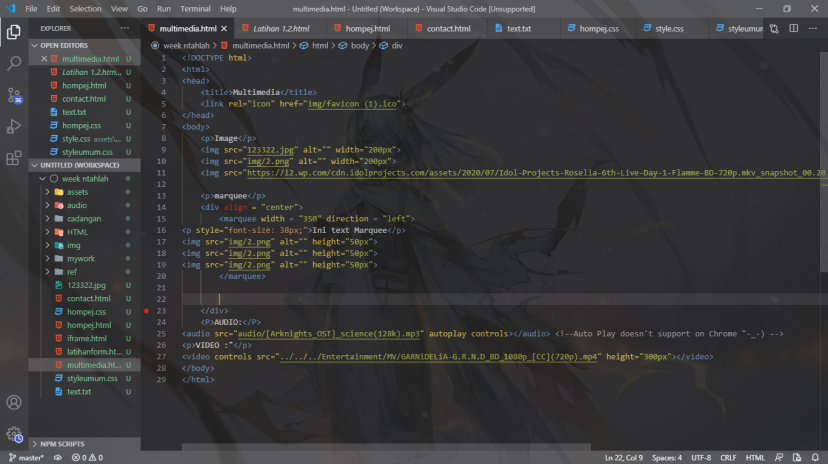 File Edit Selection View Go Run Terminal Help
multimedia.html - Untitled (Workspace) - Visual Studio Code [Unsupported]
EXPLORER
multimedia.html Latihan 1.2.html hompej.html contact.html text.txt hompej.css style.css styleumum
OPEN EDITORS
multimedia.html U
Latihan 1.2.htm... U
hompej.html U
contact.html U
text.txt U
hompej.css U
style.css assets\... U
styleumum.css U
UNTITLED (WORKSPACE)
week ntahlah
assets
audio
cadangan
HTML
img
mywork
ref
123322.jpg U
contact.html U
hompej.css U
hompej.html U
iframe.html U
latihanform.ht... U
multimedia.ht... U
styleumum.css U
text.txt U
NPM SCRIPTS
36
week ntahlah > multimedia.html > html > body > div
1 <!DOCTYPE html>
2 <html>
3 <head>
4 <title>Multimedia</title>
5 <link rel="icon" href="img/favicon (1).ico">
6 </head>
7 <body>
8 <p>Image</p>
9 <img src="123322.jpg" alt="" width="200px">
10 <img src="img/2.png" alt="" width="200px">
11 <img src="https://i2.wp.com/cdn.idolprojects.com/assets/2020/07/Idol-Projects-Roselia-6th-Live-Day-1-Flamme-BD-720p.mkv_snapshot_00.20.
12
13 <p>marquee</p>
14 <div align = "center">
15 <marquee width = "350" direction = "left">
16 <p style="font-size: 38px;">Ini text Marquee</p>
17 <img src="img/2.png" alt="" height="50px">
18 <img src="img/2.png" alt="" height="50px">
19 <img src="img/2.png" alt="" height="50px">
20 </marquee>
21
22
23 </div>
24 <P>AUDIO:</P>
25 <audio src="audio/[Arknights_OST]_science(128k).mp3" autoplay controls></audio> <!--Auto Play doesn't support on Chrome "-_-) -->
26 <p>VIDEO :"</p>
27 <video controls src="../../../Entertainment/MV/GARNiDELiA-G.R.N.D_BD_1080p_[CC](720p).mp4" height="300px"></video>
28 </body>
29 </html>
master* 0 0 Ln 22, Col 9 Spaces: 4 UTF-8 CRLF HTML